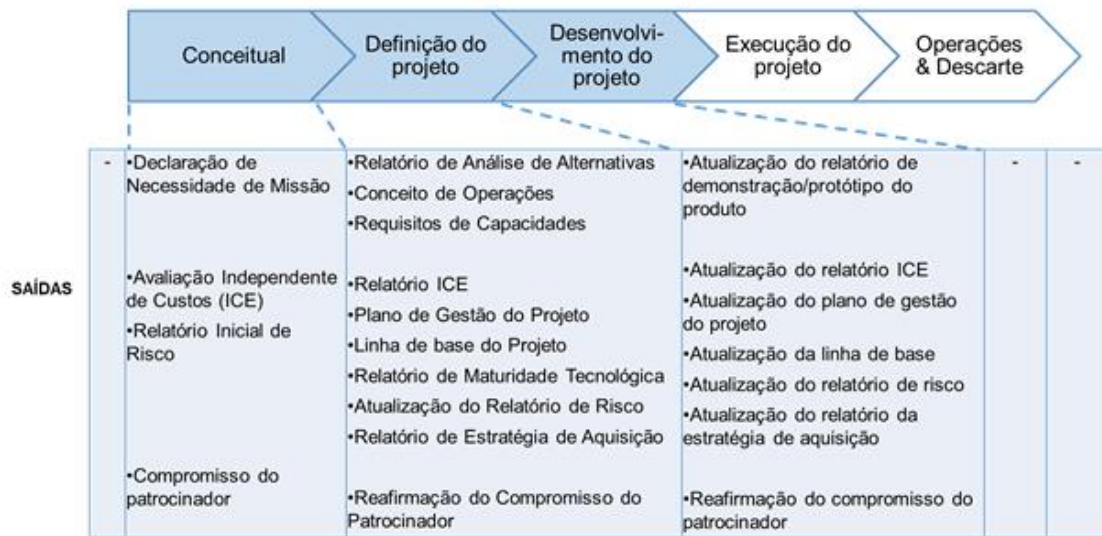 Conceitual
Definição do
projeto
Desenvolvi-
mento do
projeto
Execução do
projeto
Operações
& Descarte
SAÍDAS
-
•Declaração de
Necessidade de Missão
•Avaliação Independente
de Custos (ICE)
•Relatório Inicial de
Risco
•Compromisso do
patrocinador
•Relatório de Análise de Alternativas
•Conceito de Operações
•Requisitos de Capacidades
•Relatório ICE
•Plano de Gestão do Projeto
•Linha de base do Projeto
•Relatório de Maturidade Tecnológica
•Atualização do Relatório de Risco
•Relatório de Estratégia de Aquisição
•Reafirmação do Compromisso do
Patrocinador
•Atualização do relatório de
demonstração/protótipo do
produto
•Atualização do relatório ICE
•Atualização do plano de gestão
do projeto
•Atualização da linha de base
•Atualização do relatório de risco
•Atualização do relatório da
estratégia de aquisição
•Reafirmação do compromisso do
patrocinador
-
-